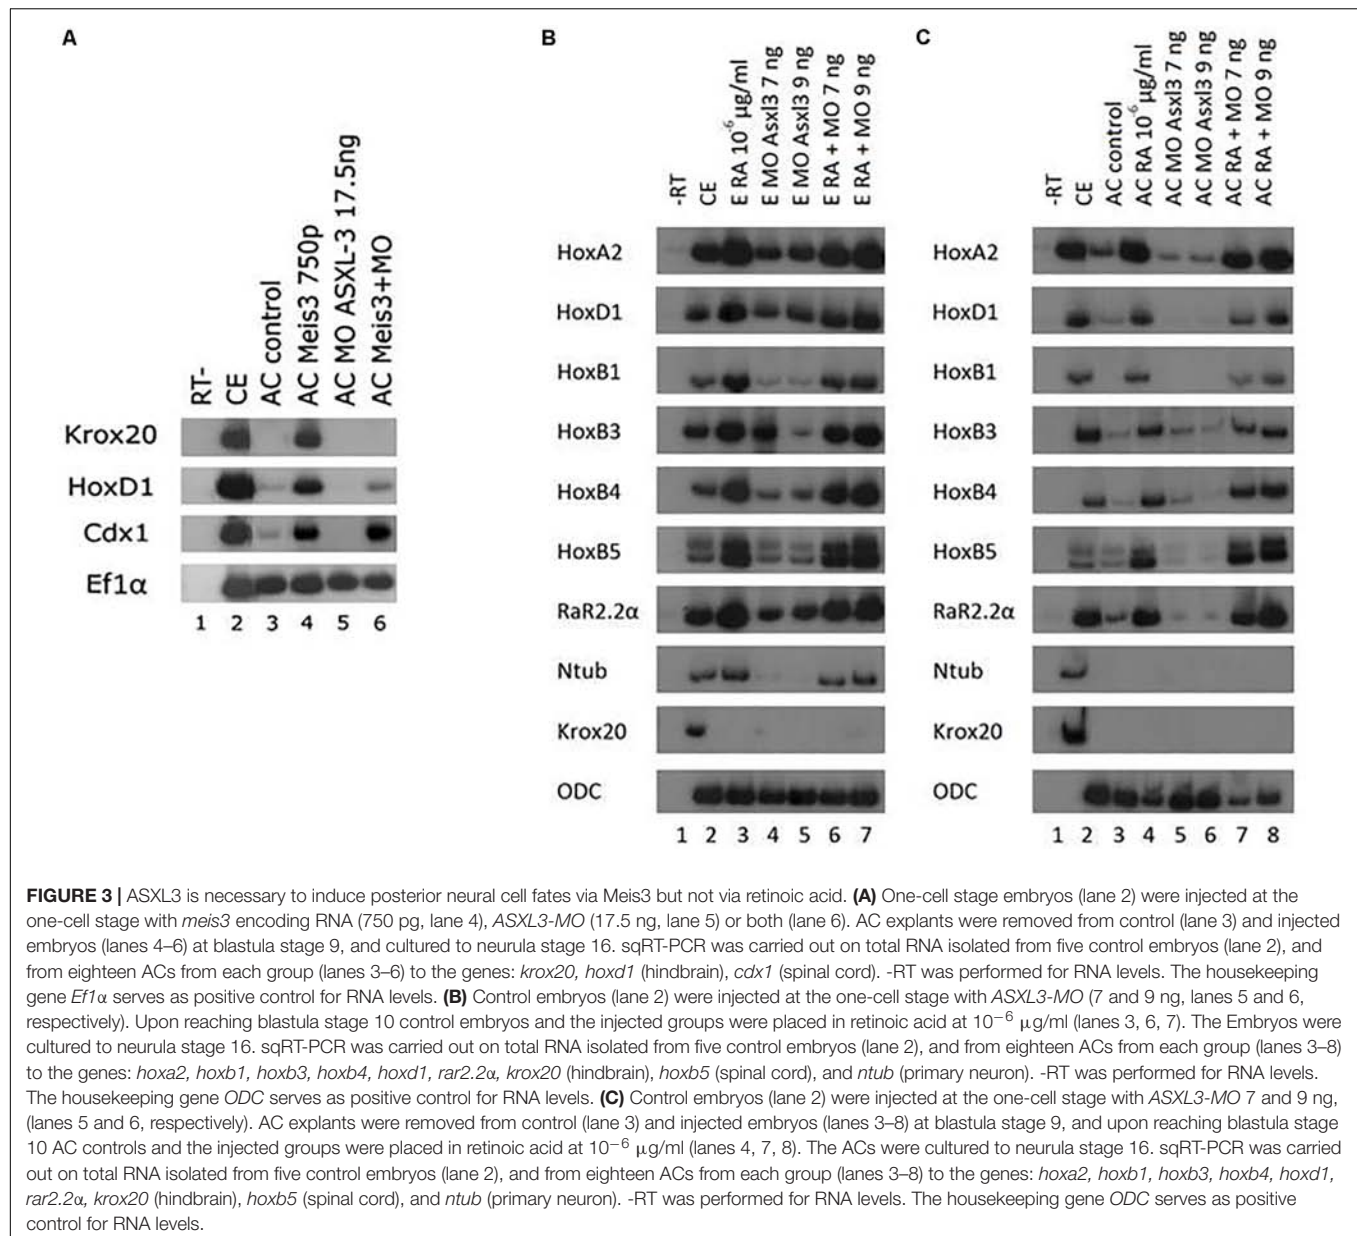 A
RT-
CE
AC control
AC Meis3 750p
AC MO ASXL-3 17.5ng
AC Meis3+MO
Krox20
HoxD1
Cdx1
Ef1α
1 2 3 4 5 6
B
-RT
CE
E RA 10⁻⁶ µg/ml
E MO Asxl3 7 ng
E MO Asxl3 9 ng
E RA + MO 7 ng
E RA + MO 9 ng
HoxA2
HoxD1
HoxB1
HoxB3
HoxB4
HoxB5
RaR2.2α
Ntub
Krox20
ODC
1 2 3 4 5 6 7
C
-RT
CE
AC control
AC RA 10⁻⁶ µg/ml
AC MO Asxl3 7 ng
AC MO Asxl3 9 ng
AC RA + MO 7 ng
AC RA + MO 9 ng
HoxA2
HoxD1
HoxB1
HoxB3
HoxB4
HoxB5
RaR2.2α
Ntub
Krox20
ODC
1 2 3 4 5 6 7 8
FIGURE 3 | ASXL3 is necessary to induce posterior neural cell fates via Meis3 but not via retinoic acid. (A) One-cell stage embryos (lane 2) were injected at the
one-cell stage with meis3 encoding RNA (750 pg, lane 4), ASXL3-MO (17.5 ng, lane 5) or both (lane 6). AC explants were removed from control (lane 3) and injected
embryos (lanes 4–6) at blastula stage 9, and cultured to neurula stage 16. sqRT-PCR was carried out on total RNA isolated from five control embryos (lane 2), and
from eighteen ACs from each group (lanes 3–6) to the genes: krox20, hoxd1 (hindbrain), cdx1 (spinal cord). -RT was performed for RNA levels. The housekeeping
gene Ef1α serves as positive control for RNA levels. (B) Control embryos (lane 2) were injected at the one-cell stage with ASXL3-MO (7 and 9 ng, lanes 5 and 6,
respectively). Upon reaching blastula stage 10 control embryos and the injected groups were placed in retinoic acid at 10⁻⁶ µg/ml (lanes 3, 6, 7). The Embryos were
cultured to neurula stage 16. sqRT-PCR was carried out on total RNA isolated from five control embryos (lane 2), and from eighteen ACs from each group (lanes 3–8)
to the genes: hoxa2, hoxb1, hoxb3, hoxb4, hoxd1, rar2.2α, krox20 (hindbrain), hoxb5 (spinal cord), and ntub (primary neuron). -RT was performed for RNA levels.
The housekeeping gene ODC serves as positive control for RNA levels. (C) Control embryos (lane 2) were injected at the one-cell stage with ASXL3-MO 7 and 9 ng,
(lanes 5 and 6, respectively). AC explants were removed from control (lane 3) and injected embryos (lanes 3–8) at blastula stage 9, and upon reaching blastula stage
10 AC controls and the injected groups were placed in retinoic acid at 10⁻⁶ µg/ml (lanes 4, 7, 8). The ACs were cultured to neurula stage 16. sqRT-PCR was carried
out on total RNA isolated from five control embryos (lane 2), and from eighteen ACs from each group (lanes 3–8) to the genes: hoxa2, hoxb1, hoxb3, hoxb4, hoxd1,
rar2.2α, krox20 (hindbrain), hoxb5 (spinal cord), and ntub (primary neuron). -RT was performed for RNA levels. The housekeeping gene ODC serves as positive
control for RNA levels.